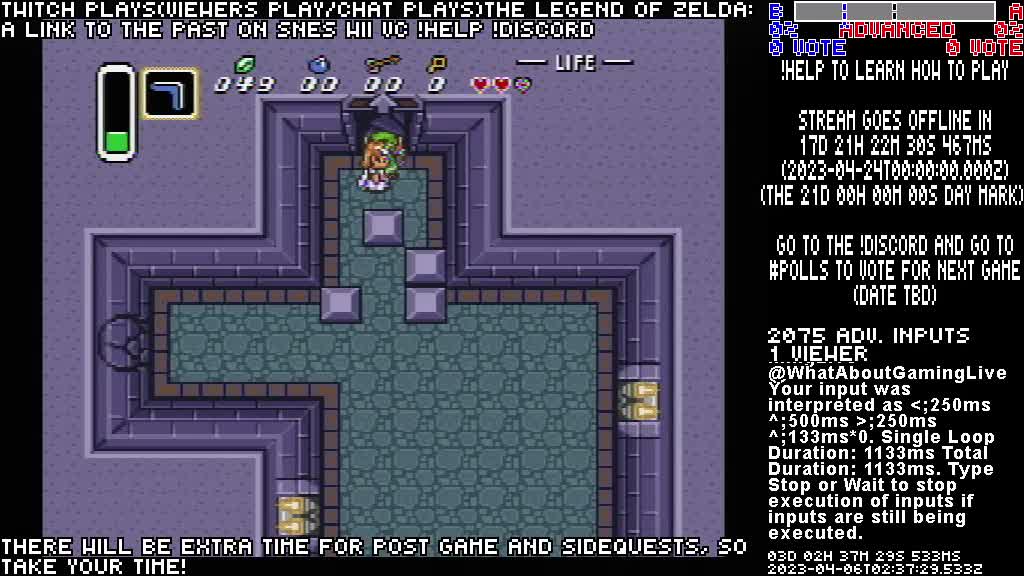 TWITCH PLAYS(VIEWERS PLAY/CHAT PLAYS)THE LEGEND OF ZELDA:
A LINK TO THE PAST ON SNES WII VC !HELP !DISCORD
B A
0% ADVANCED 0%
0 VOTE 0 VOTE
!HELP TO LEARN HOW TO PLAY
— LIFE —
049 00 00 0
STREAM GOES OFFLINE IN
17D 21H 22M 30S 467MS
(2023-04-24T00:00:00.000Z)
(THE 21D 00H 00M 00S DAY MARK)
GO TO THE !DISCORD AND GO TO
#POLLS TO VOTE FOR NEXT GAME
(DATE TBD)
2075 ADV. INPUTS
1 VIEWER
@WhatAboutGamingLive
Your input was
interpreted as <;250ms
^;500ms >;250ms
^;133ms*0. Single Loop
Duration: 1133ms Total
Duration: 1133ms. Type
Stop or Wait to stop
execution of inputs if
inputs are still being
executed.
03D 02H 37M 29S 533MS
2023-04-06T02:37:29.533Z
THERE WILL BE EXTRA TIME FOR POST GAME AND SIDEQUESTS, SO
TAKE YOUR TIME!